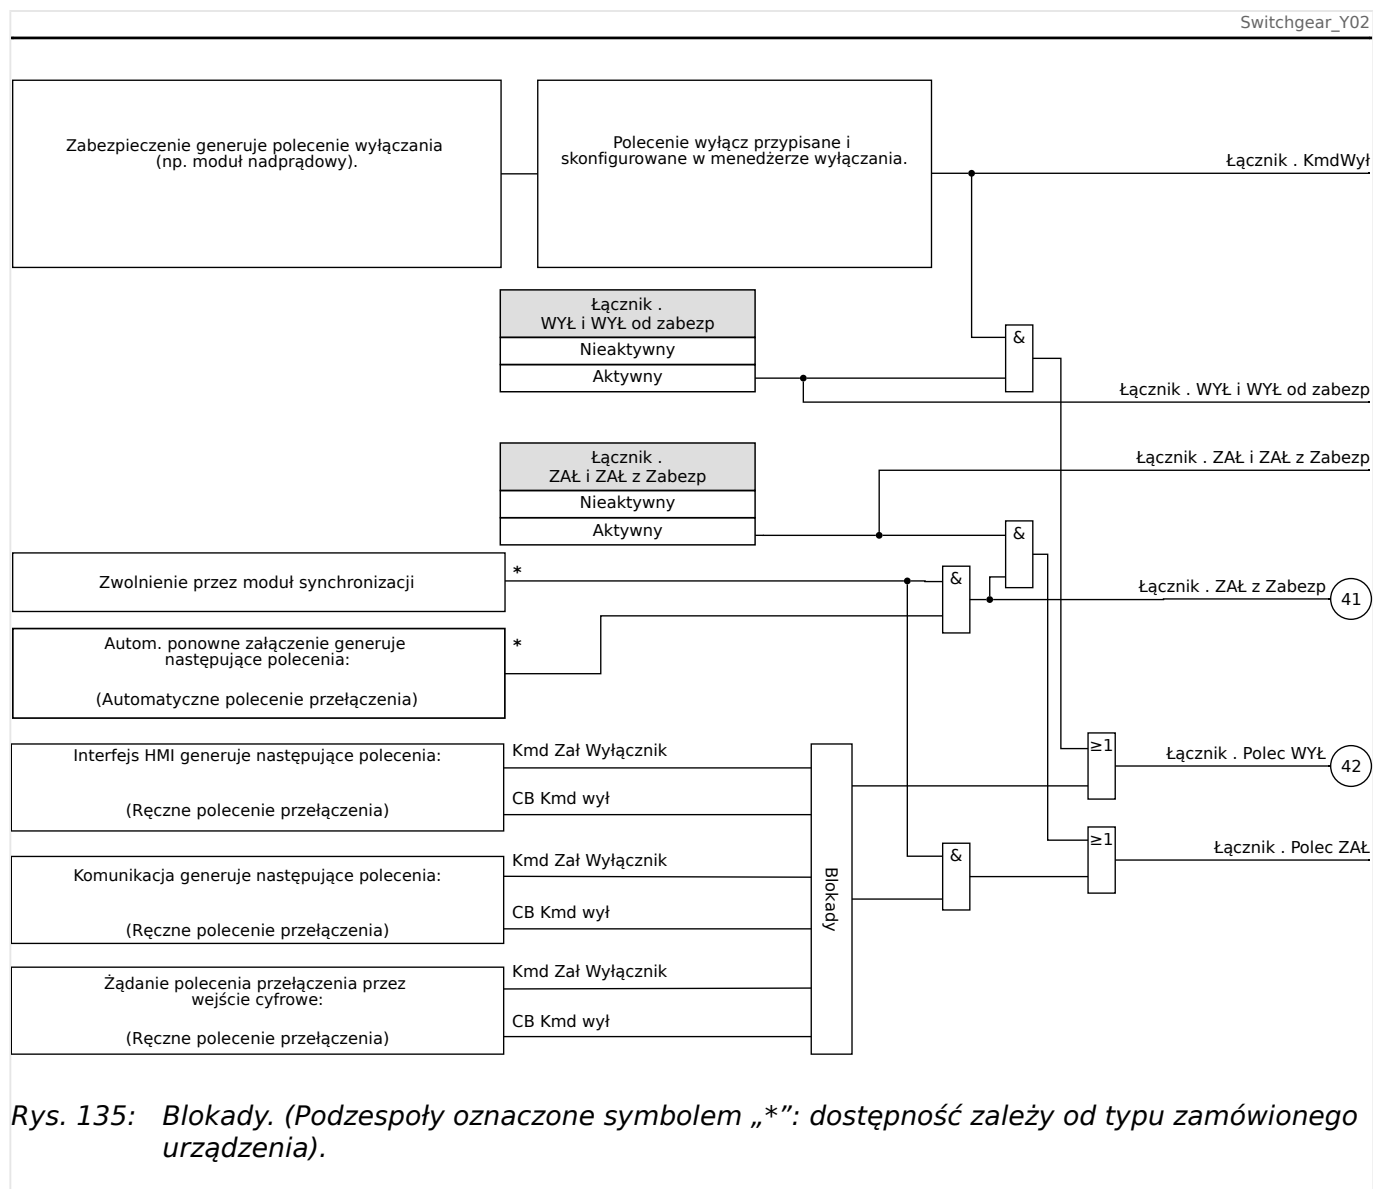 Switchgear_Y02
Zabezpieczenie generuje polecenie wyłączania
(np. moduł nadprądowy).
Polecenie wyłącz przypisane i
skonfigurowane w menedżerze wyłączania.
Łącznik . KmdWył
Łącznik .
WYŁ i WYŁ od zabezp
Nieaktywny
Aktywny
&
Łącznik . WYŁ i WYŁ od zabezp
Łącznik .
ZAŁ i ZAŁ z Zabezp
Nieaktywny
Aktywny
Łącznik . ZAŁ i ZAŁ z Zabezp
&
Zwolnienie przez moduł synchronizacji
*
&
Łącznik . ZAŁ z Zabezp
41
Autom. ponowne załączenie generuje
następujące polecenia:
(Automatyczne polecenie przełączenia)
*
Interfejs HMI generuje następujące polecenia:
(Ręczne polecenie przełączenia)
Kmd Zał Wyłącznik
CB Kmd wył
≥1
Łącznik . Polec WYŁ
42
Komunikacja generuje następujące polecenia:
(Ręczne polecenie przełączenia)
Kmd Zał Wyłącznik
CB Kmd wył
Blokady
&
≥1
Łącznik . Polec ZAŁ
Żądanie polecenia przełączenia przez
wejście cyfrowe:
(Ręczne polecenie przełączenia)
Kmd Zał Wyłącznik
CB Kmd wył
Rys. 135: Blokady. (Podzespoły oznaczone symbolem „*”: dostępność zależy od typu zamówionego
urządzenia).